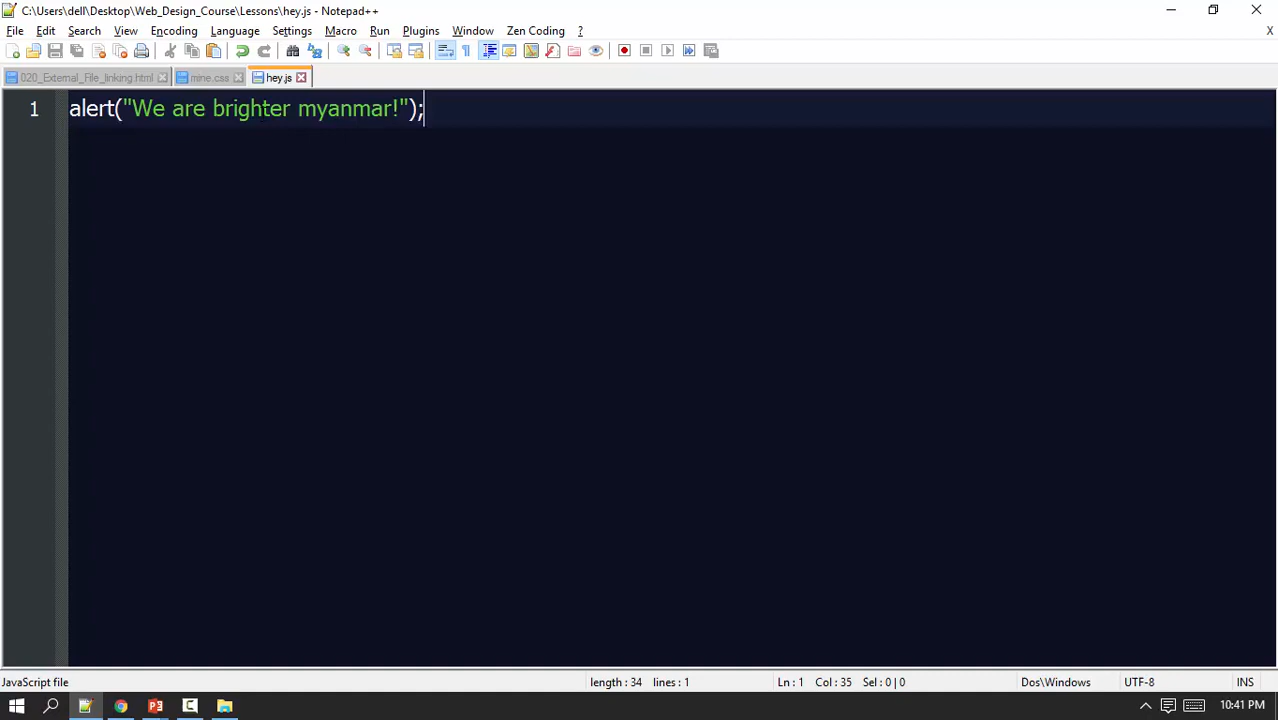 C:\Users\dell\Desktop\Web_Design_Course\Lessons\hey.js - Notepad++
File Edit Search View Encoding Language Settings Macro Run Plugins Window Zen Coding ? X
020_External_File_linking.html mine.css hey.js
1 alert("We are brighter myanmar!");
JavaScript file length : 34 lines : 1 Ln : 1 Col : 35 Sel : 0 | 0 Dos\Windows UTF-8 INS
10:41 PM